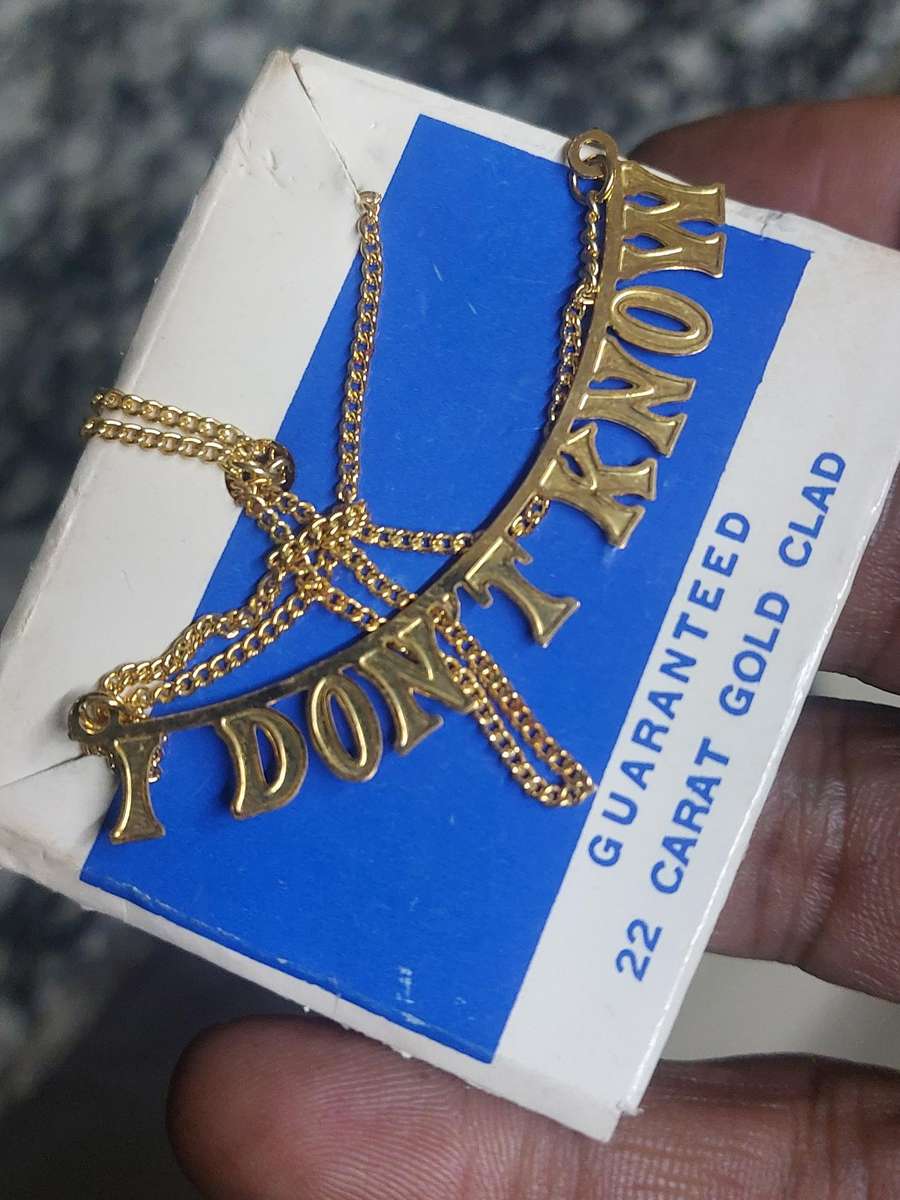 I DON'T KNOW
GUARANTEED
22 CARAT GOLD CLAD